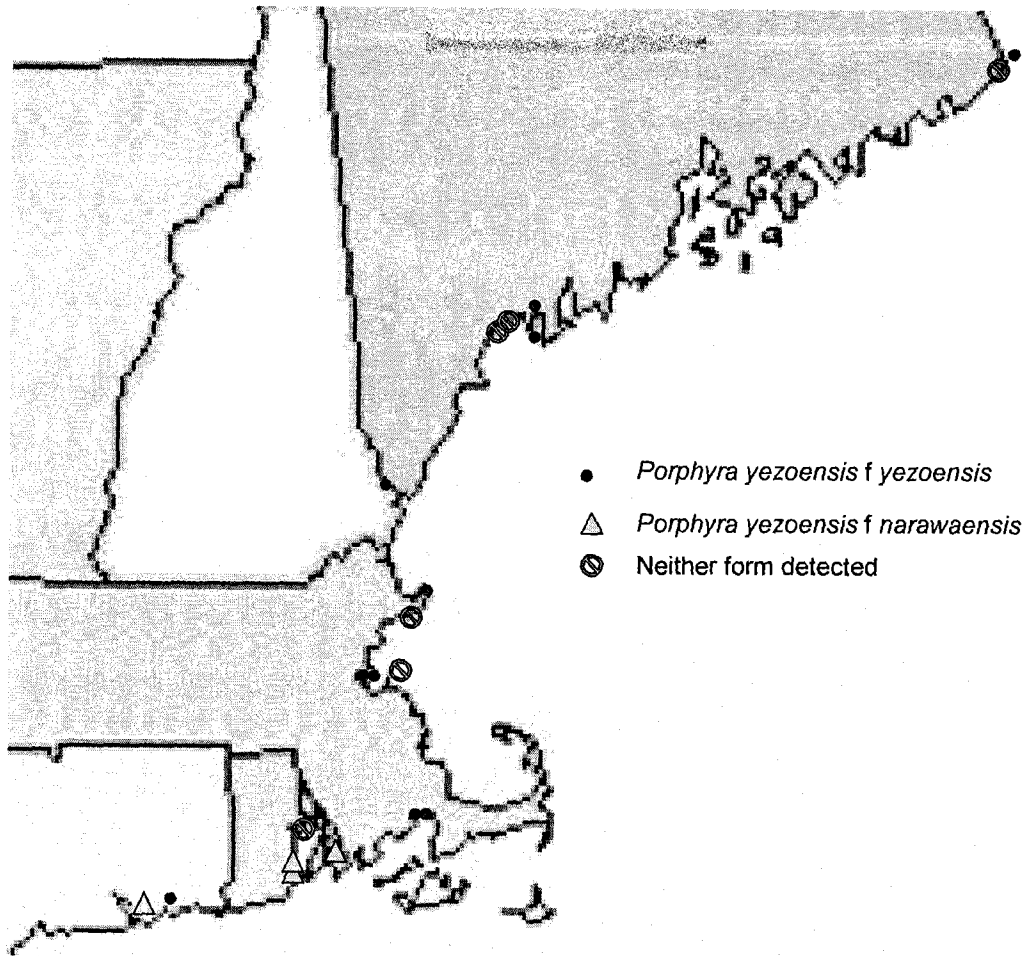 Porphyra yezoensis f yezoensis
Porphyra yezoensis f narawaensis
Neither form detected